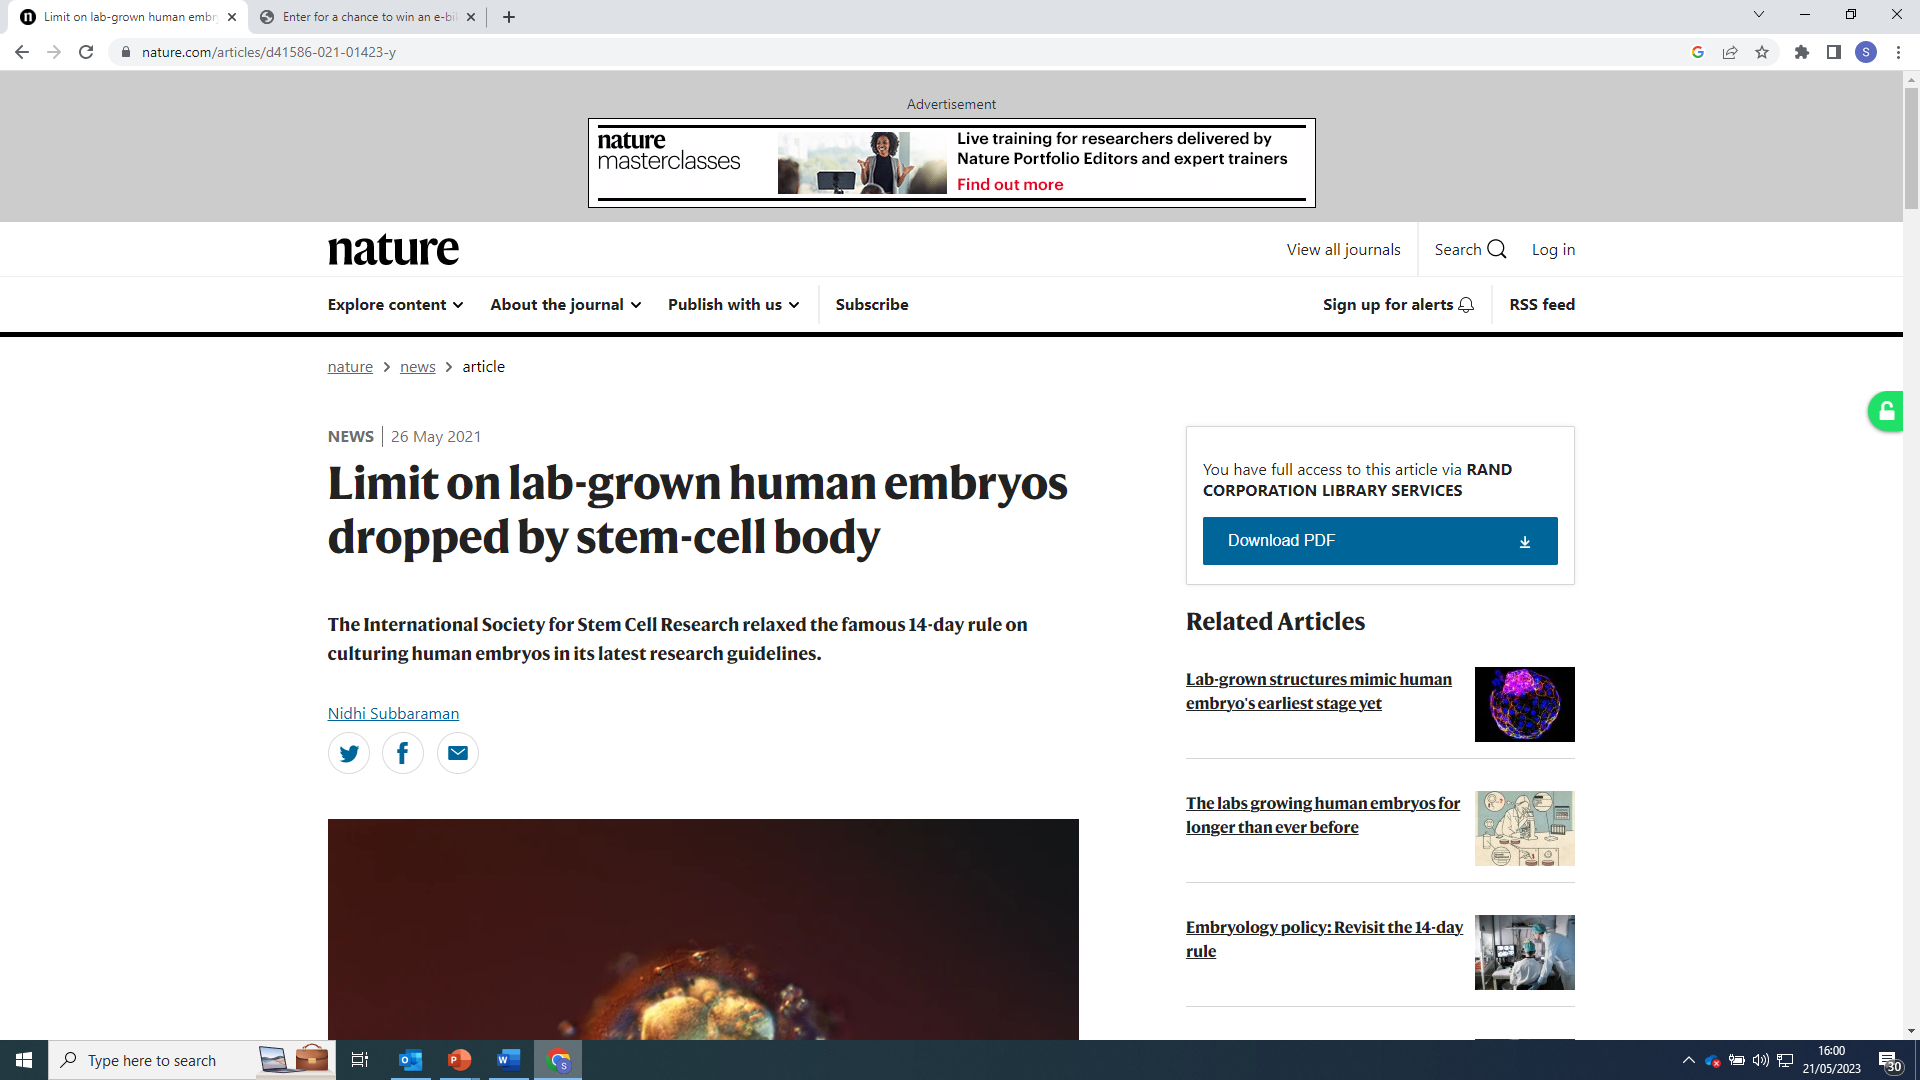 Limit on lab-grown human embry
Enter for a chance to win an e-bik
nature.com/articles/d41586-021-01423-y
S
Advertisement
nature
masterclasses
Live training for researchers delivered by
Nature Portfolio Editors and expert trainers
Find out more
nature
View all journals
Search
Log in
Explore content
About the journal
Publish with us
Subscribe
Sign up for alerts
RSS feed
nature
news
article
NEWS
26 May 2021
Limit on lab-grown human embryos
dropped by stem-cell body
The International Society for Stem Cell Research relaxed the famous 14-day rule on
culturing human embryos in its latest research guidelines.
Nidhi Subbaraman
You have full access to this article via RAND
CORPORATION LIBRARY SERVICES
Download PDF
Related Articles
Lab-grown structures mimic human
embryo's earliest stage yet
The labs growing human embryos for
longer than ever before
Embryology policy: Revisit the 14-day
rule
Type here to search
16:00
21/05/2023
30